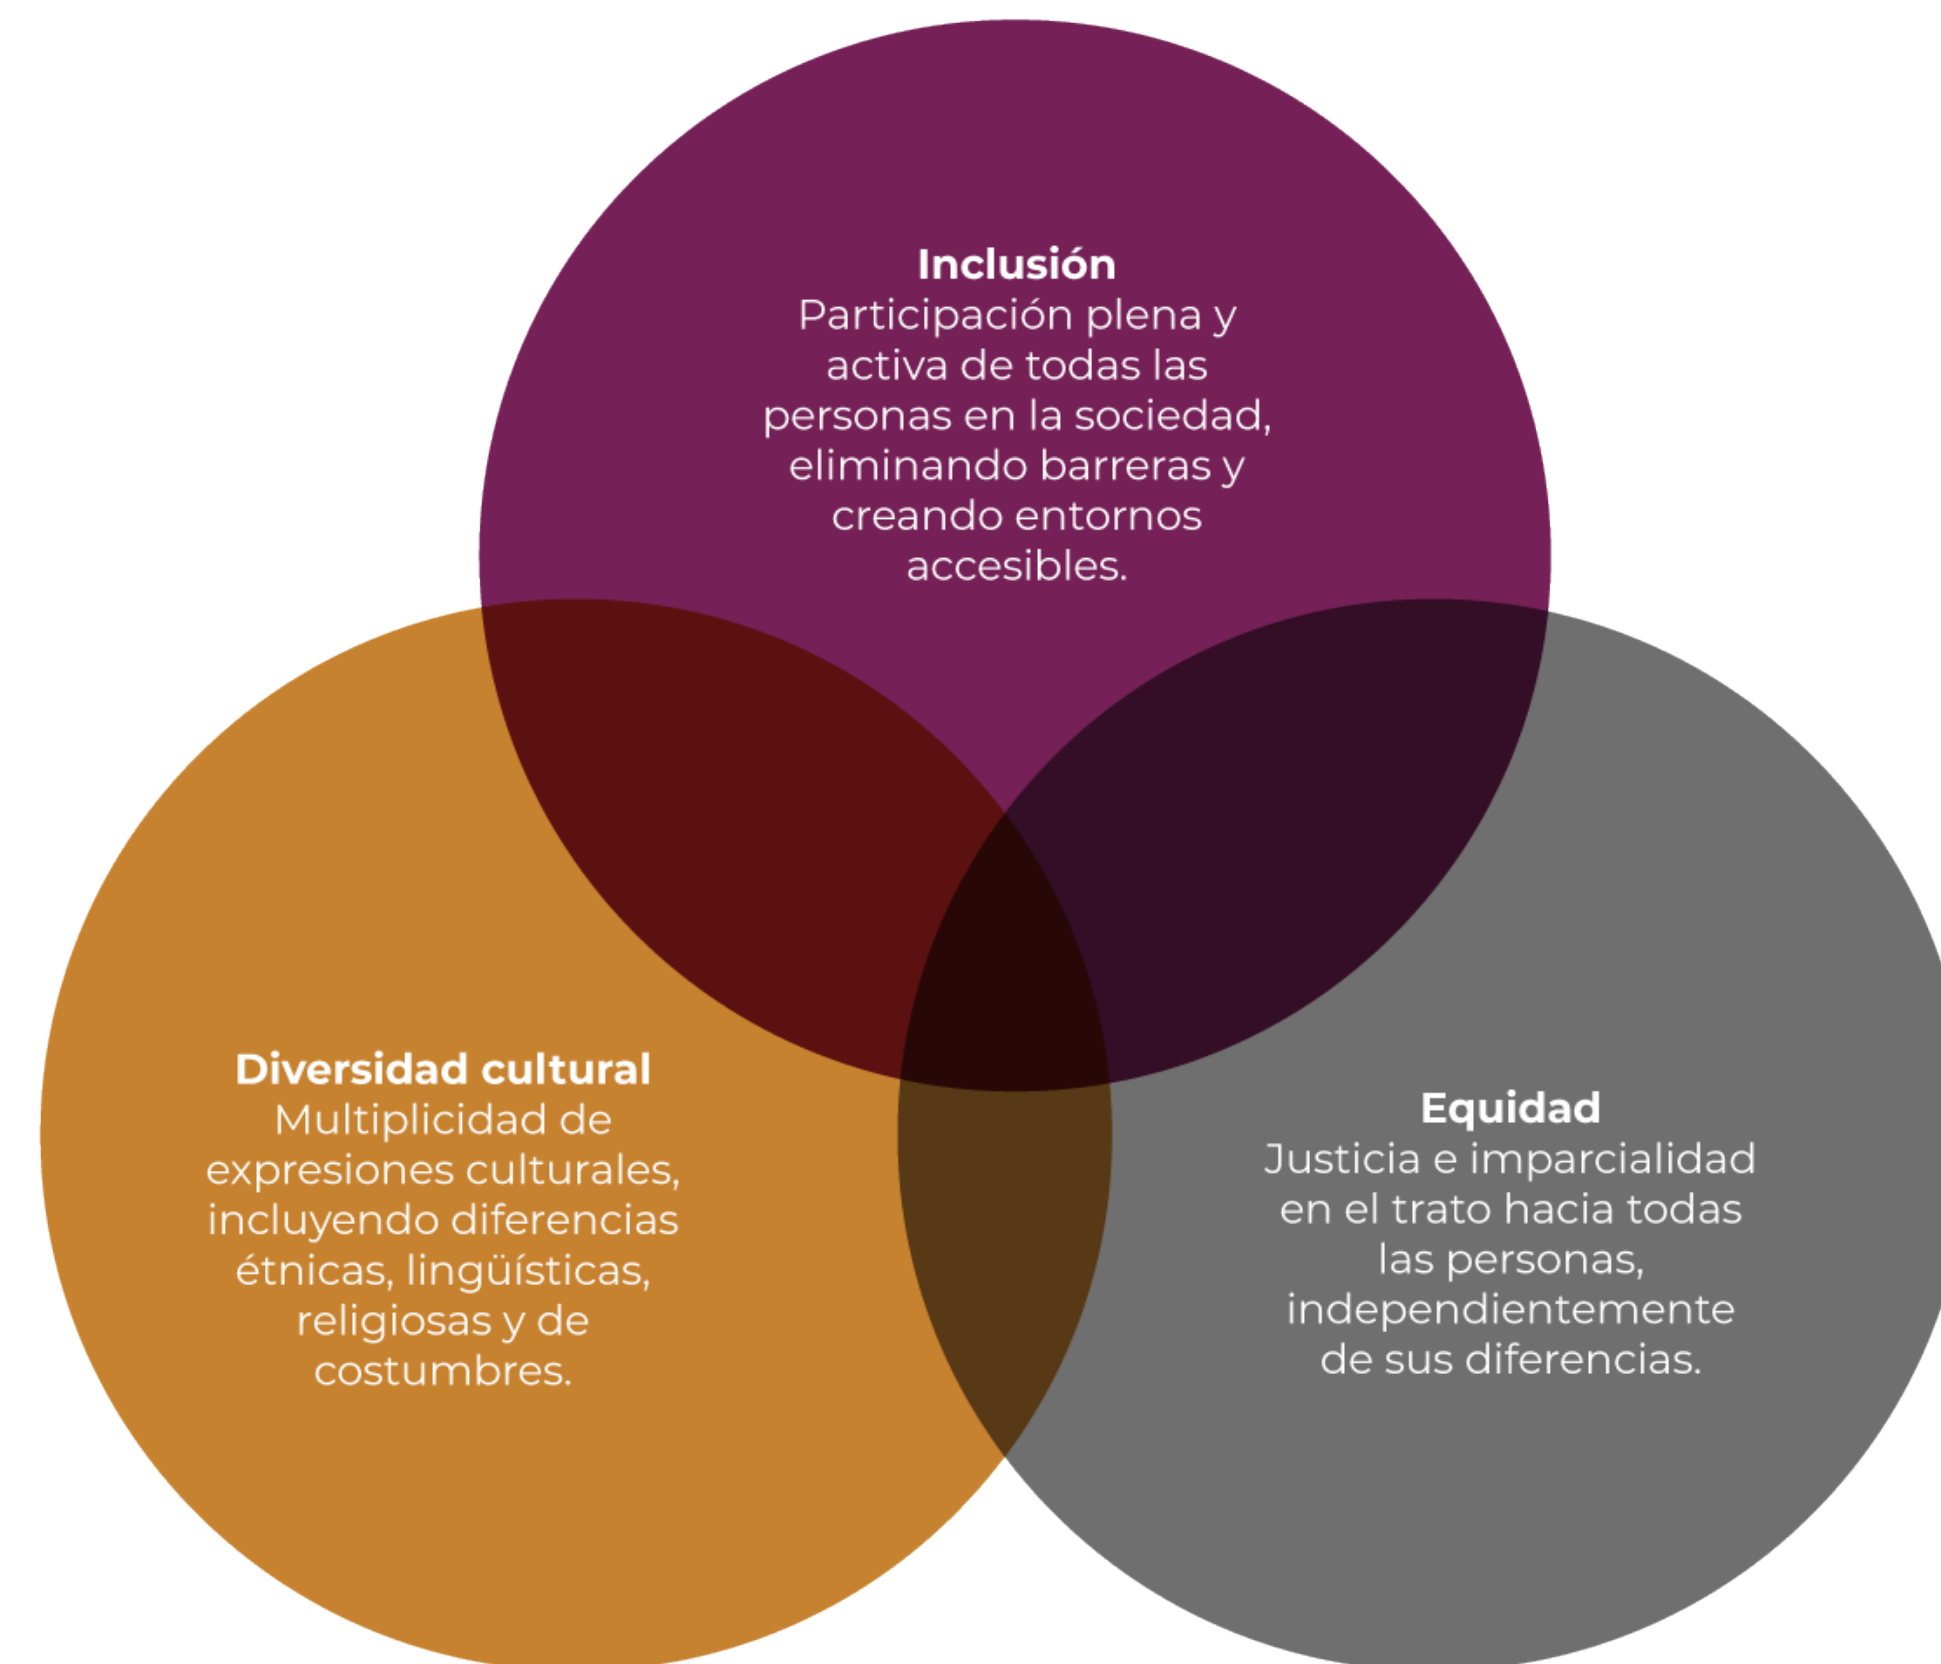 Inclusión
Participación plena y
activa de todas las
personas en la sociedad,
eliminando barreras y
creando entornos
accesibles.
Diversidad cultural
Multiplicidad de
expresiones culturales,
incluyendo diferencias
étnicas, lingüísticas,
religiosas y de
costumbres.
Equidad
Justicia e imparcialidad
en el trato hacia todas
las personas,
independientemente
de sus diferencias.